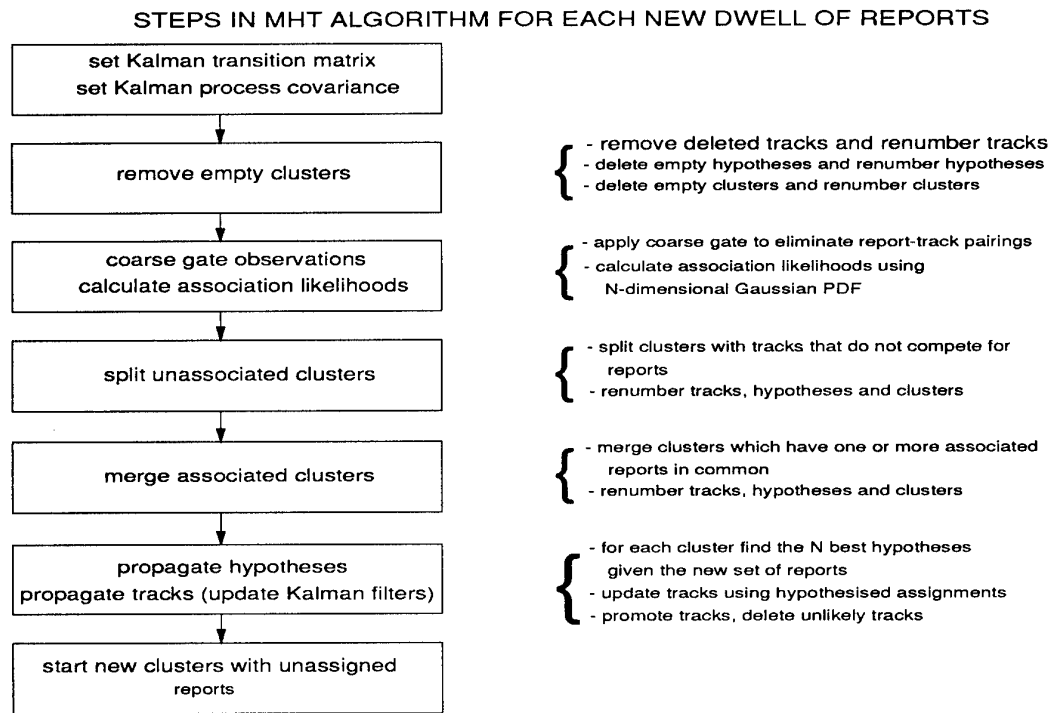 STEPS IN MHT ALGORITHM FOR EACH NEW DWELL OF REPORTS
set Kalman transition matrix
set Kalman process covariance
remove empty clusters
- remove deleted tracks and renumber tracks
- delete empty hypotheses and renumber hypotheses
- delete empty clusters and renumber clusters
coarse gate observations
calculate association likelihoods
- apply coarse gate to eliminate report-track pairings
- calculate association likelihoods using
N-dimensional Gaussian PDF
split unassociated clusters
- split clusters with tracks that do not compete for
reports
- renumber tracks, hypotheses and clusters
merge associated clusters
- merge clusters which have one or more associated
reports in common
- renumber tracks, hypotheses and clusters
propagate hypotheses
propagate tracks (update Kalman filters)
- for each cluster find the N best hypotheses
given the new set of reports
- update tracks using hypothesised assignments
- promote tracks, delete unlikely tracks
start new clusters with unassigned
reports